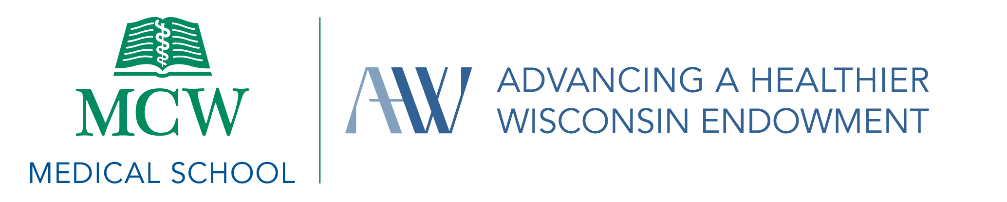 MCW
MEDICAL SCHOOL
AHW
ADVANCING A HEALTHIER
WISCONSIN ENDOWMENT